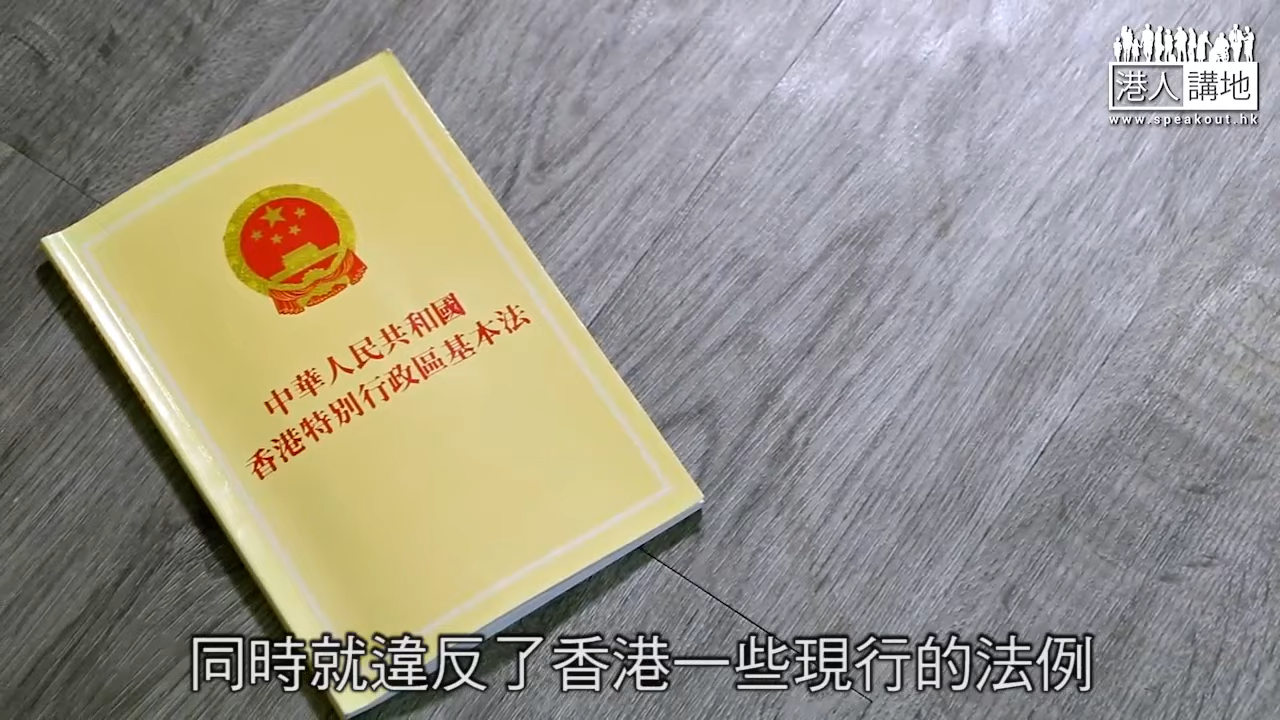 港人講地
www.speakout.hk
中華人民共和國
香港特別行政區基本法
同時就違反了香港一些現行的法例